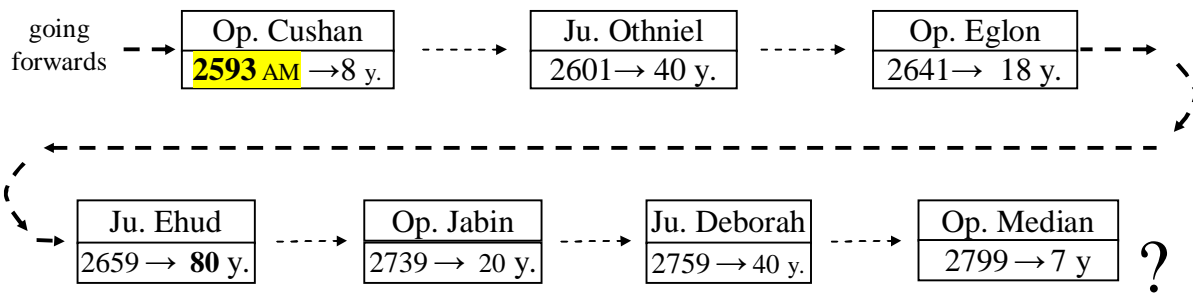 going forwards
Op. Cushan
2593 AM →8 y.
Ju. Othniel
2601→ 40 y.
Op. Eglon
2641→ 18 y.
Ju. Ehud
2659 → 80 y.
Op. Jabin
2739 → 20 y.
Ju. Deborah
2759 → 40 y.
Op. Median
2799 → 7 y
?